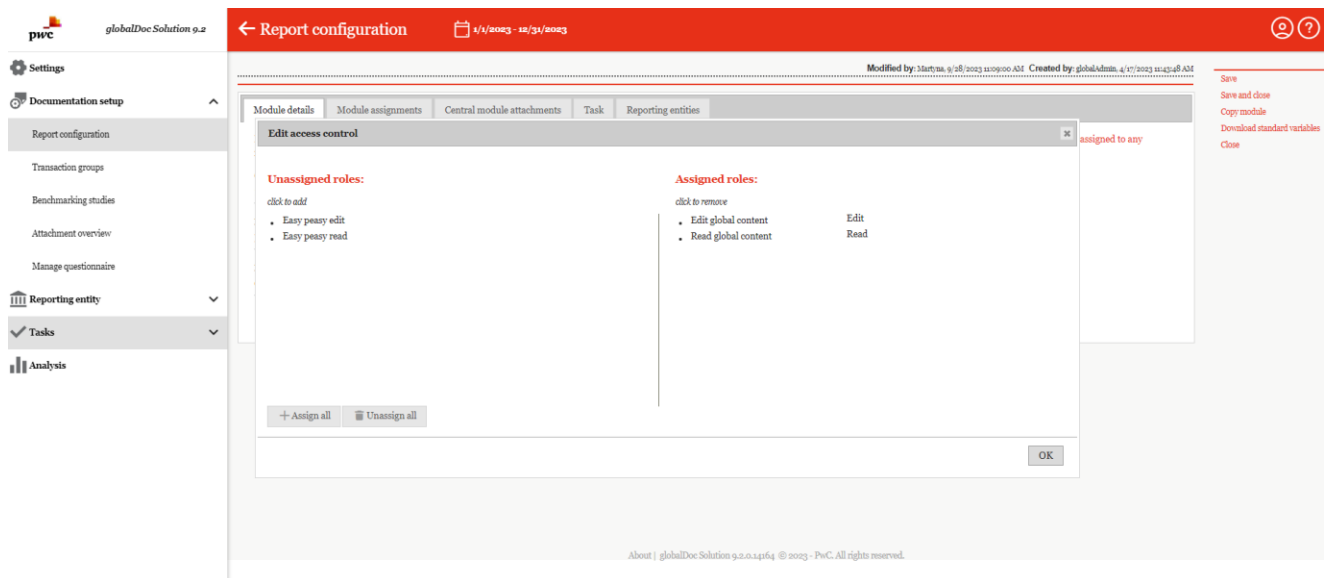 pwc
globalDoc Solution 9.2
Report configuration
1/1/2023 - 12/31/2023
?
Settings
Documentation setup
Report configuration
Transaction groups
Benchmarking studies
Attachment overview
Manage questionnaire
Reporting entity
Tasks
Analysis
Modified by: Martyna, 9/28/2023 11:09:00 AM Created by: globalAdmin, 4/17/2023 11:43:48 AM
Save
Save and close
Copy module
Download standard variables
Close
Module details Module assignments Central module attachments Task Reporting entities
assigned to any
Edit access control
Unassigned roles:
click to add
Easy peasy edit
Easy peasy read
Assigned roles:
click to remove
Edit global content Edit
Read global content Read
Assign all Unassign all
OK
About | globalDoc Solution 9.2.0.14164 © 2023 - PwC. All rights reserved.